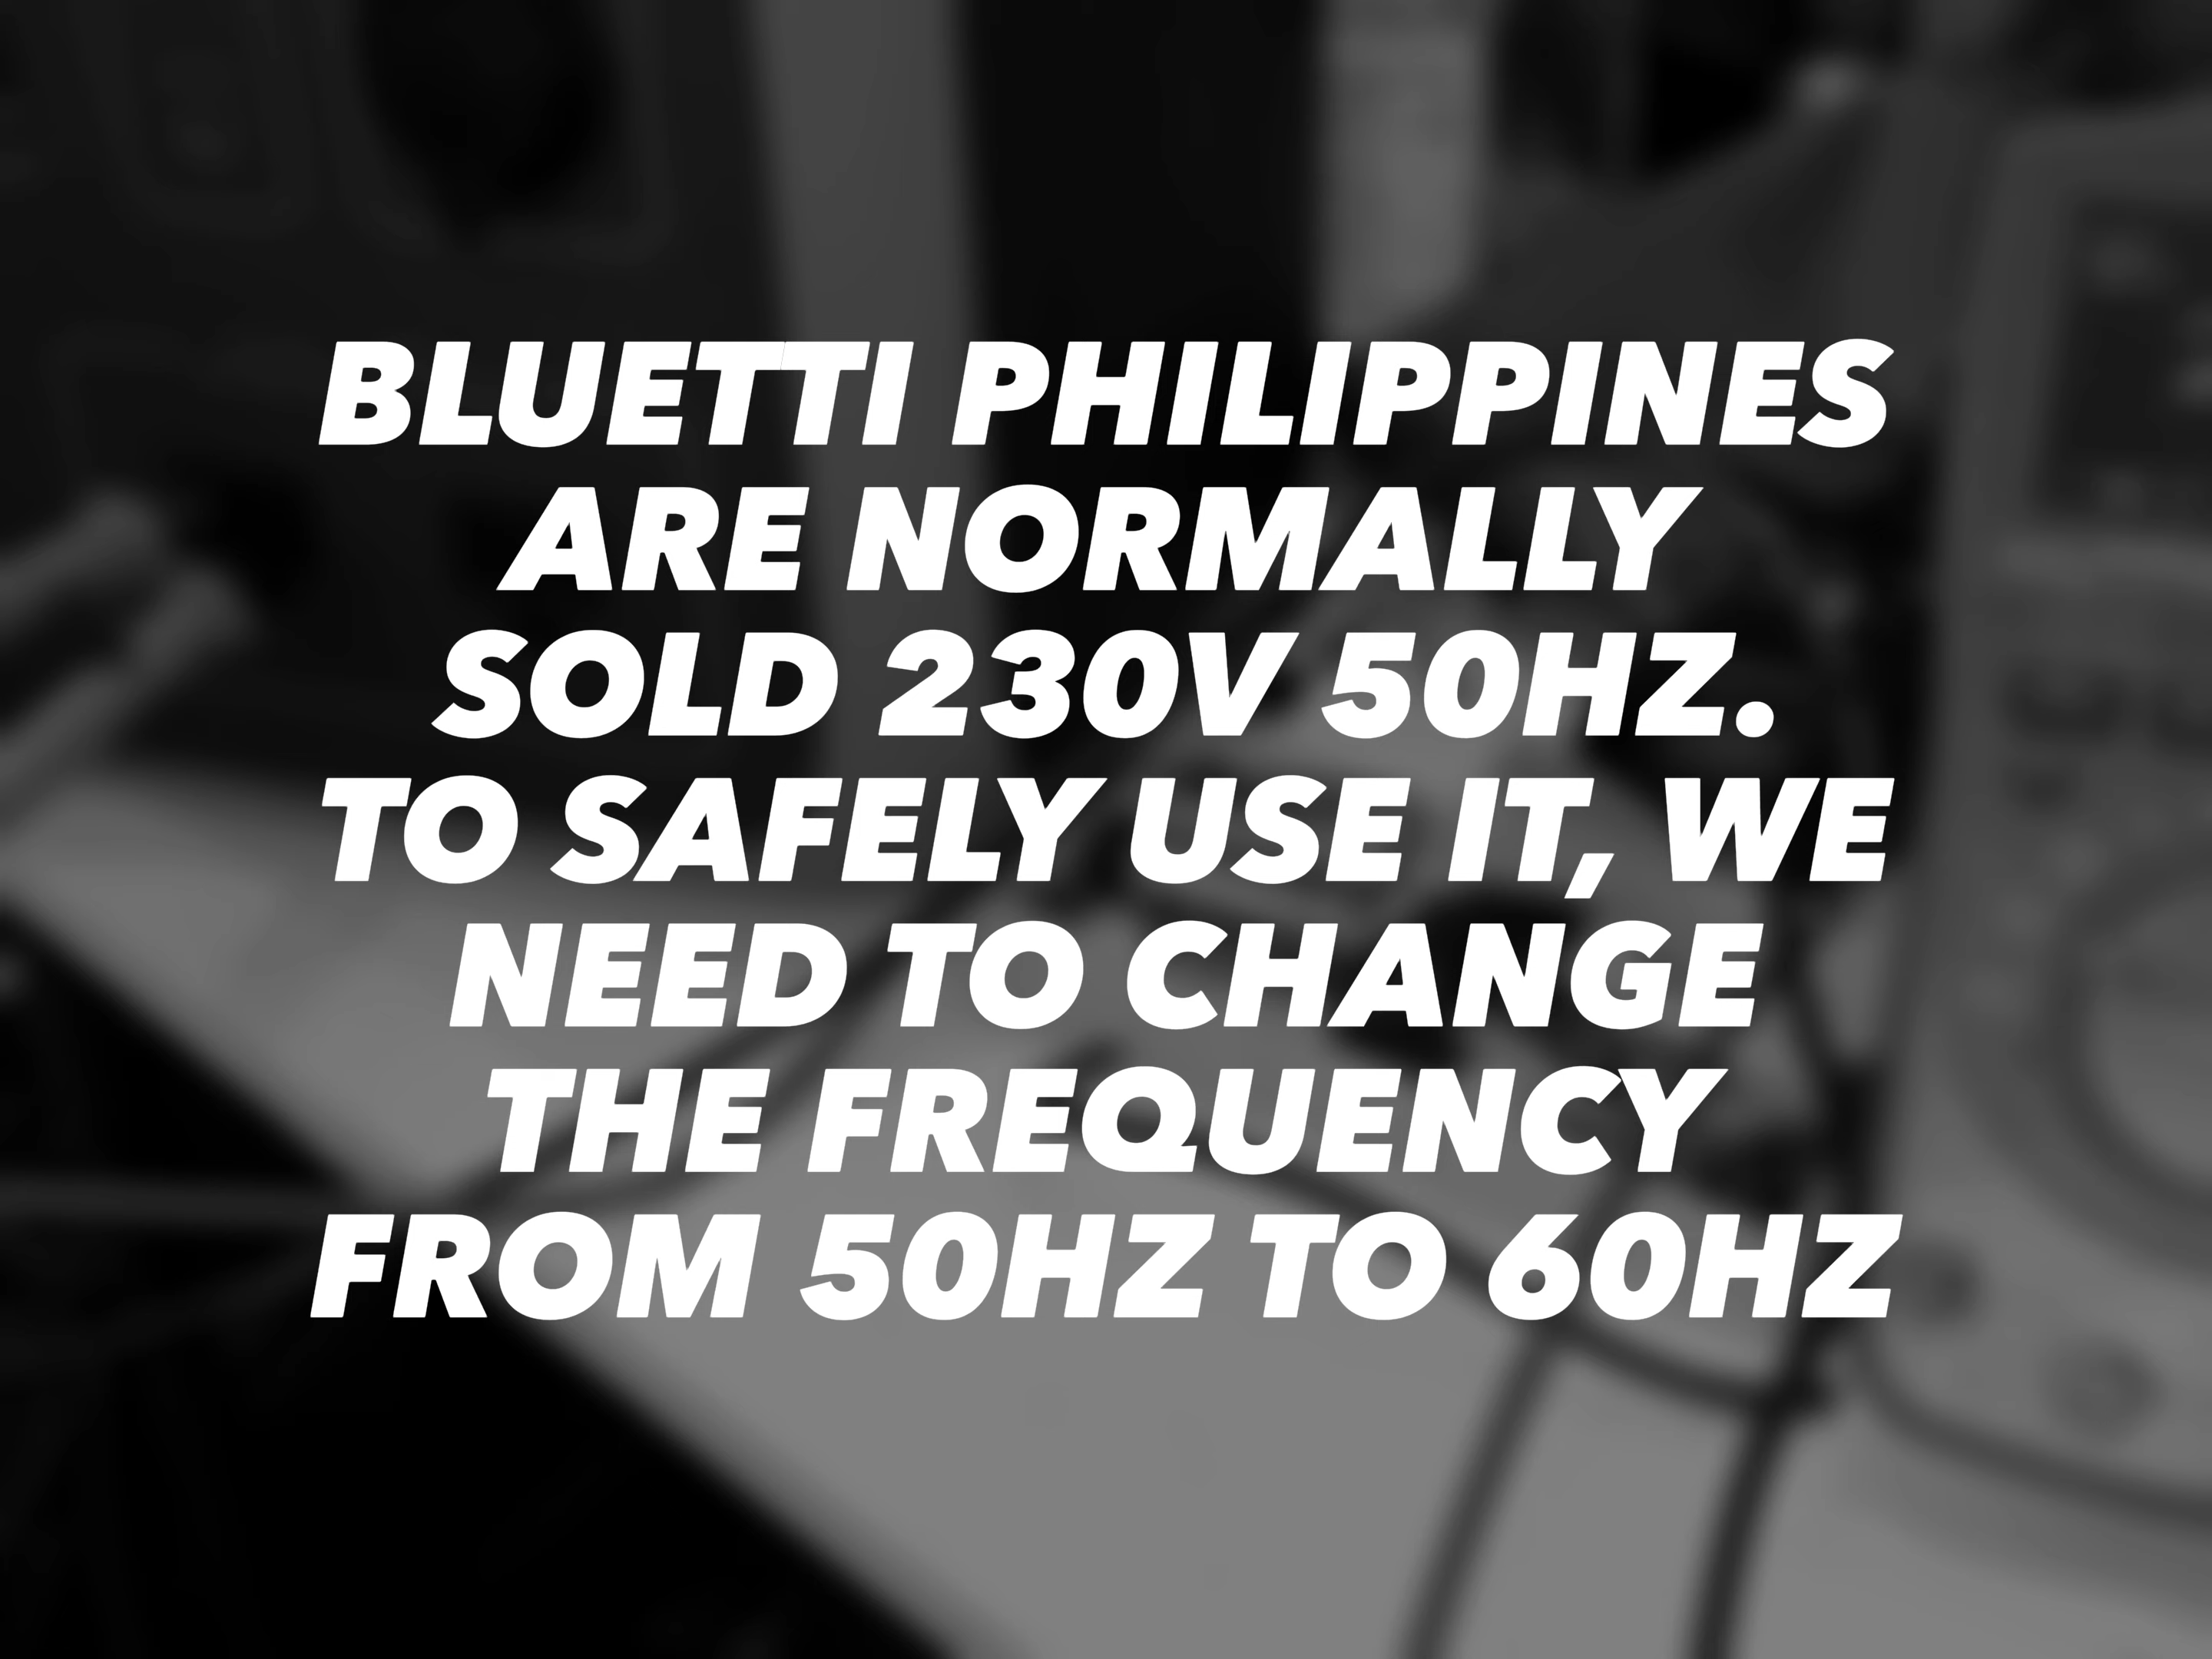 BLUETTI PHILIPPINES
ARE NORMALLY
SOLD 230V 50HZ.
TO SAFELY USE IT, WE
NEED TO CHANGE
THE FREQUENCY
FROM 50HZ TO 60HZ